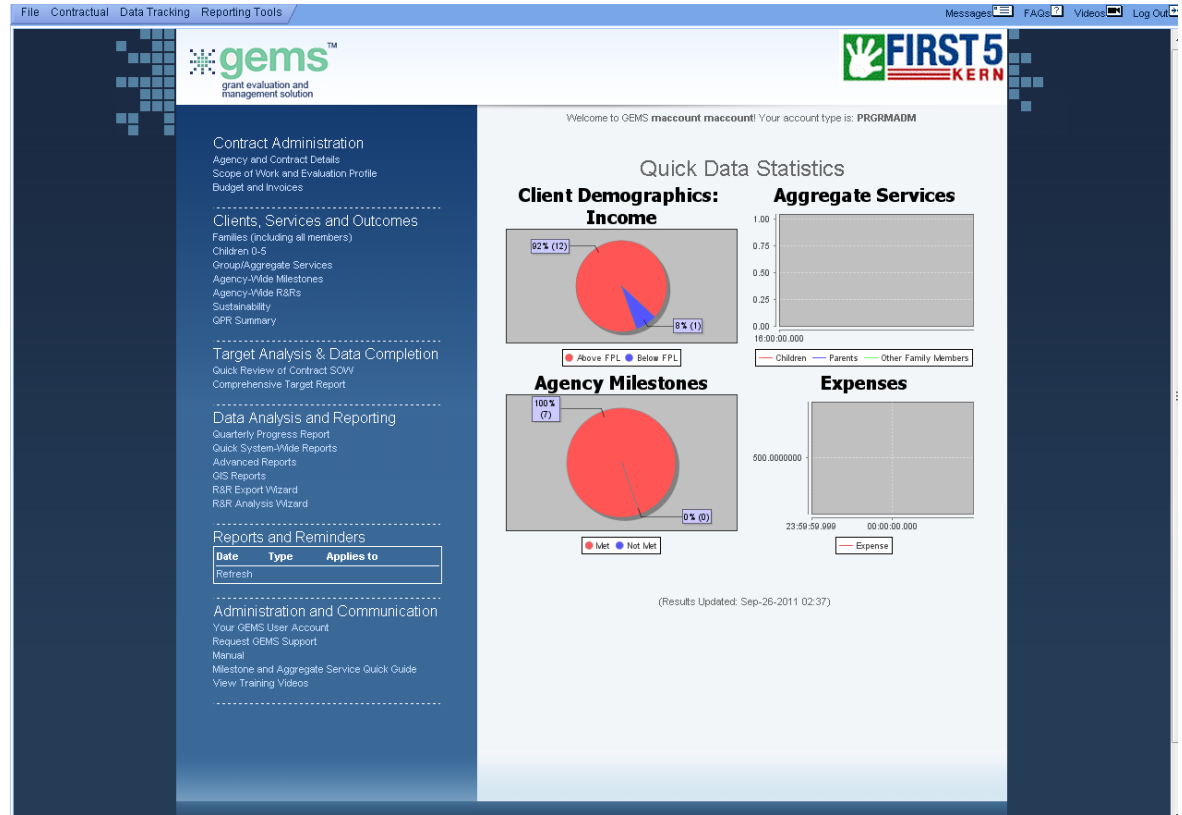 File Contractual Data Tracking Reporting Tools
Messages FAQs ? Videos Log Out
gems™
grant evaluation and
management solution
FIRST 5
KERN
Welcome to GEMS maccount maccount! Your account type is: PRGRMADM
Contract Administration
Agency and Contract Details
Scope of Work and Evaluation Profile
Budget and Invoices
Clients, Services and Outcomes
Families (including all members)
Children 0-5
Group/Aggregate Services
Agency-Wide Milestones
Agency-Wide R&Rs
Sustainability
QPR Summary
Target Analysis & Data Completion
Quick Review of Contract SOW
Comprehensive Target Report
Data Analysis and Reporting
Quarterly Progress Report
Quick System-Wide Reports
Advanced Reports
GIS Reports
R&R Export Wizard
R&R Analysis Wizard
Reports and Reminders
Date Type Applies to
Refresh
Administration and Communication
Your GEMS User Account
Request GEMS Support
Manual
Milestone and Aggregate Service Quick Guide
View Training Videos
Quick Data Statistics
Client Demographics:
Income
92% (12)
8% (1)
Above FPL Below FPL
Aggregate Services
1.00
0.75
0.50
0.25
0.00
16:00:00.000
Children Parents Other Family Members
Agency Milestones
100%
(7)
0% (0)
Met Not Met
Expenses
500.0000000
23:59:59.999 00:00:00.000
Expense
(Results Updated: Sep-26-2011 02:37)